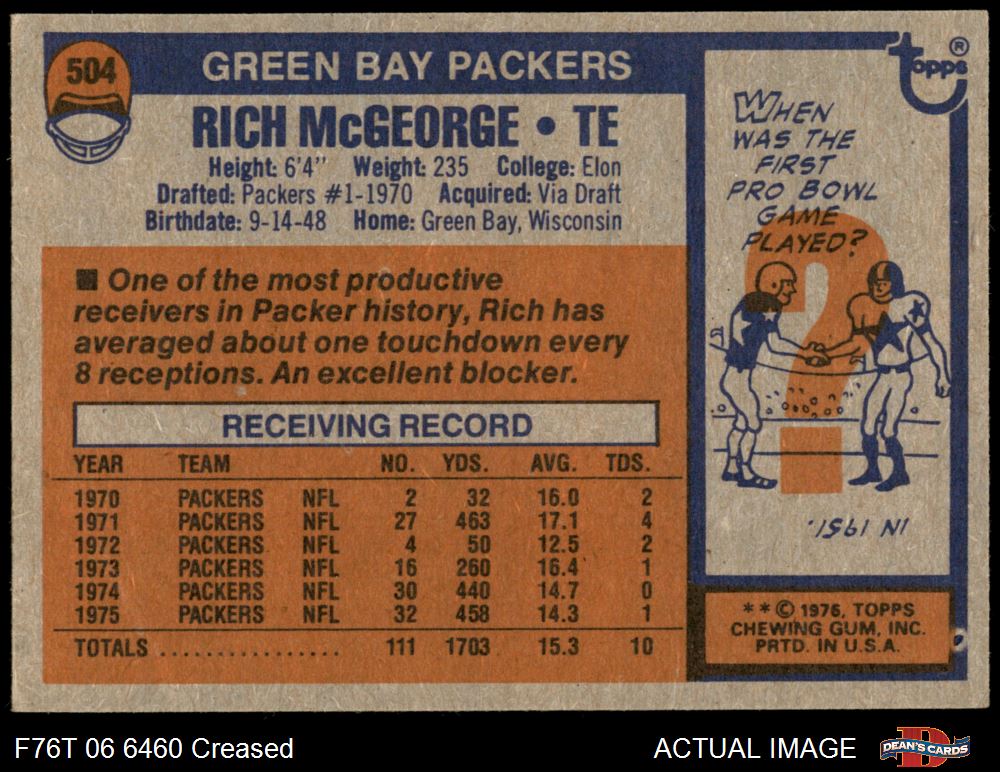 504
GREEN BAY PACKERS
RICH McGEORGE • TE
Height: 6'4" Weight: 235 College: Elon
Drafted: Packers #1-1970 Acquired: Via Draft
Birthdate: 9-14-48 Home: Green Bay, Wisconsin
■ One of the most productive
receivers in Packer history, Rich has
averaged about one touchdown every
8 receptions. An excellent blocker.
RECEIVING RECORD
YEAR TEAM NO. YDS. AVG. TDS.
1970 PACKERS NFL 2 32 16.0 2
1971 PACKERS NFL 27 463 17.1 4
1972 PACKERS NFL 4 50 12.5 2
1973 PACKERS NFL 16 260 16.4 1
1974 PACKERS NFL 30 440 14.7 0
1975 PACKERS NFL 32 458 14.3 1
TOTALS ................ 111 1703 15.3 10
topps ®
WHEN
WAS THE
FIRST
PRO BOWL
GAME
PLAYED?
?
IN 1951.
** © 1976, TOPPS
CHEWING GUM, INC.
PRTD. IN U.S.A.
F76T 06 6460 Creased
ACTUAL IMAGE
D
DEAN'S CARDS